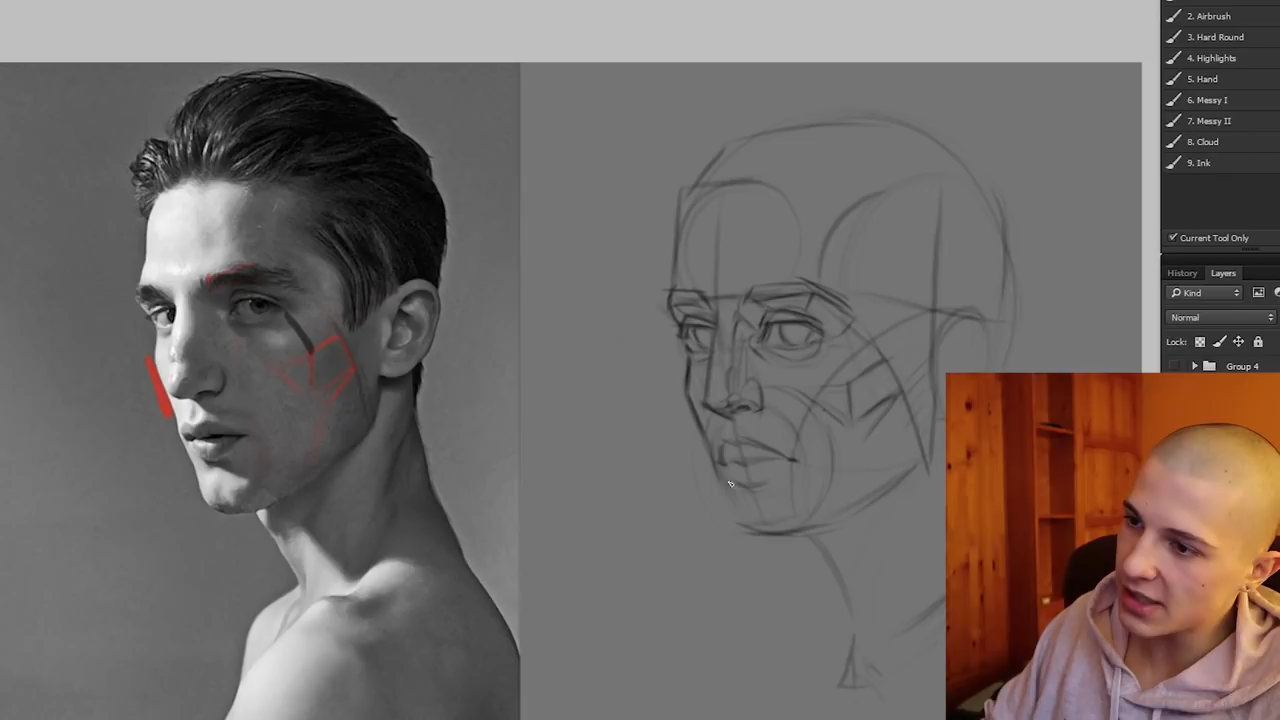 2. Airbrush
3. Hard Round
4. Highlights
5. Hand
6. Messy I
7. Messy II
8. Cloud
9. Ink
Current Tool Only
History Layers
Kind
Normal
Lock:
Group 4